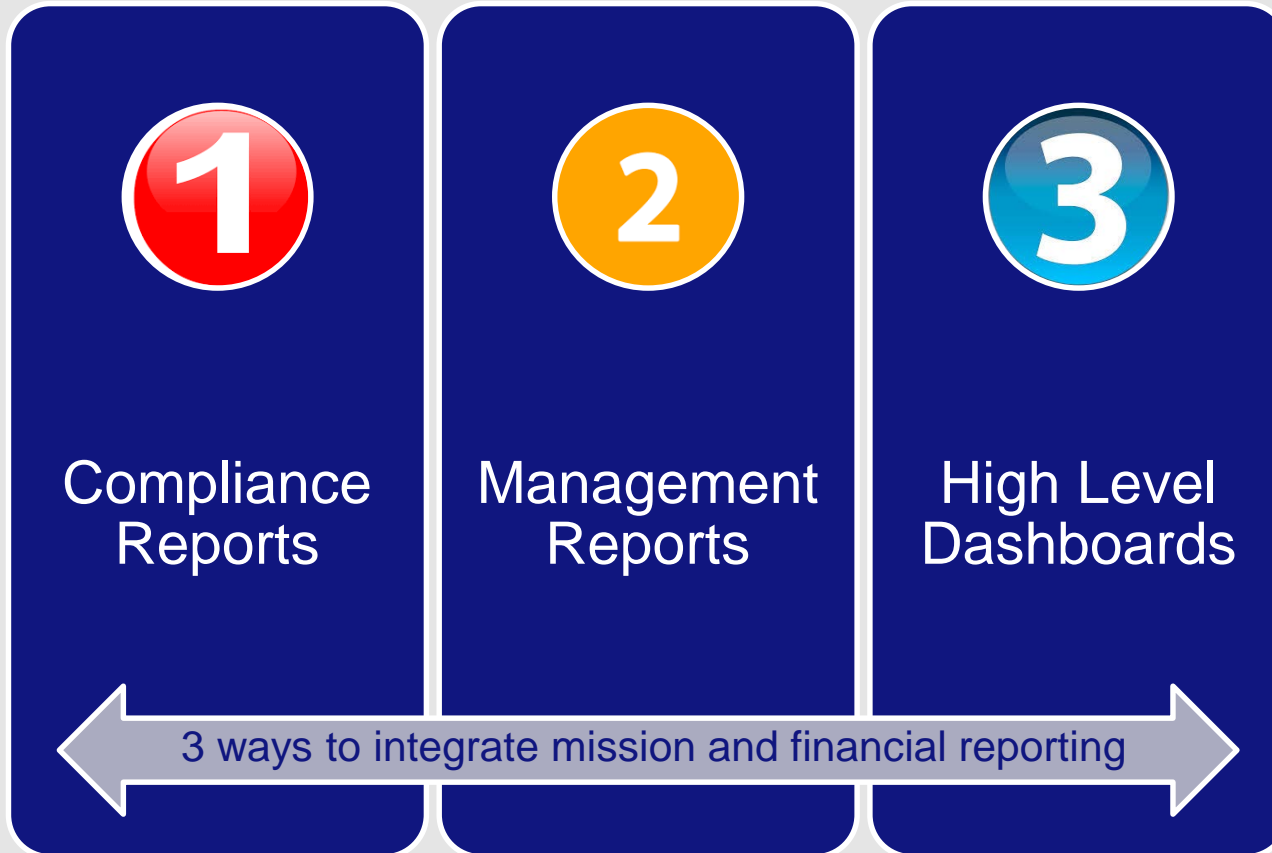 1
Compliance
Reports
2
Management
Reports
3
High Level
Dashboards
3 ways to integrate mission and financial reporting